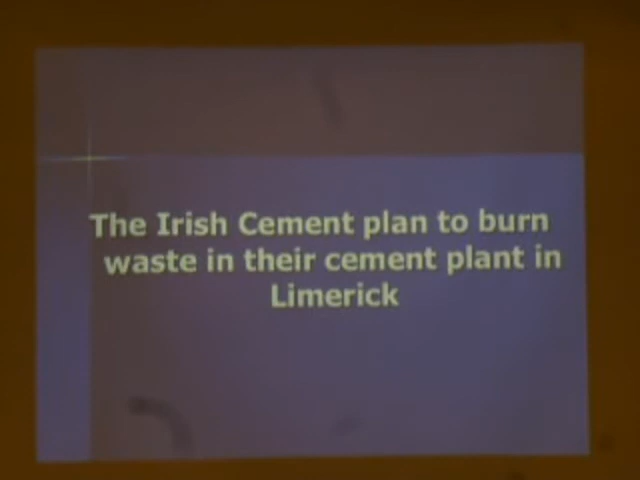 The Irish Cement plan to burn
waste in their cement plant in
Limerick